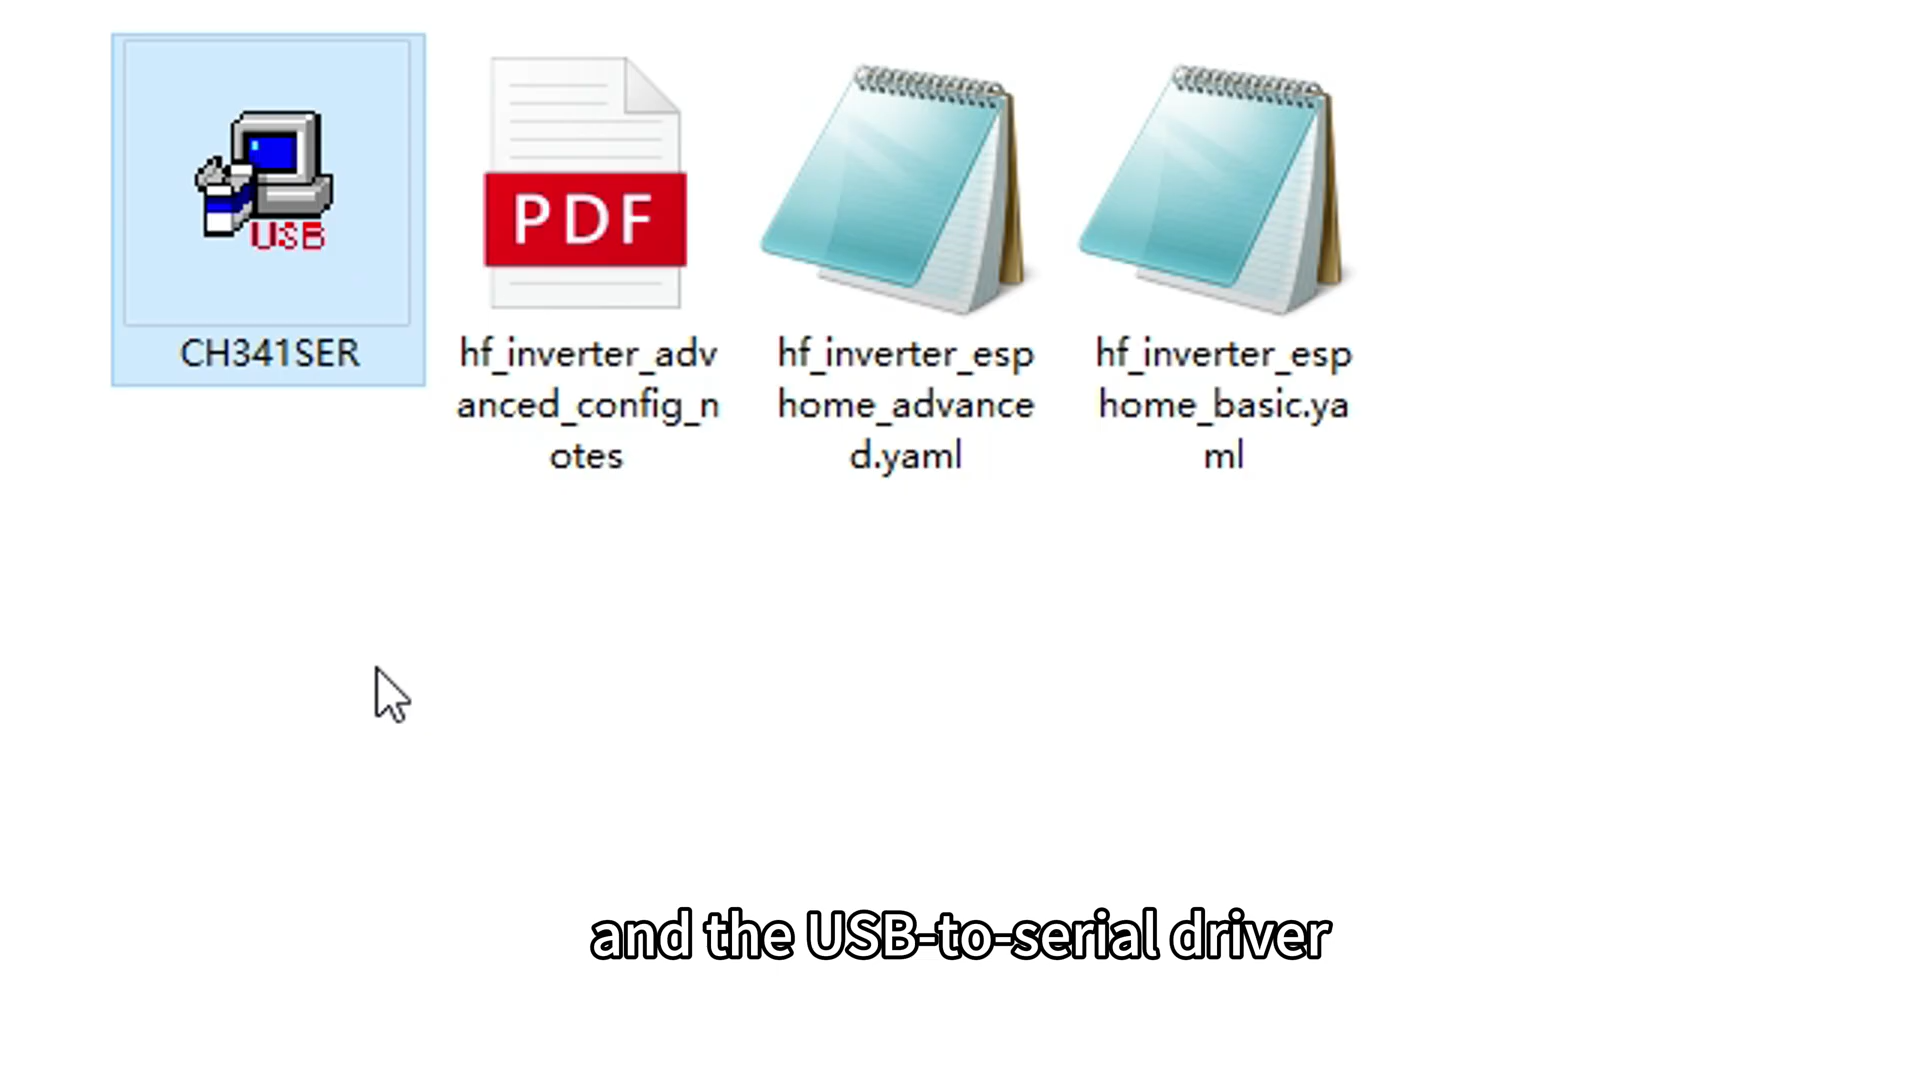 USB
CH341SER
PDF
hf_inverter_adv
anced_config_n
otes
hf_inverter_esp
home_advance
d.yaml
hf_inverter_esp
home_basic.ya
ml
and the USB-to-serial driver